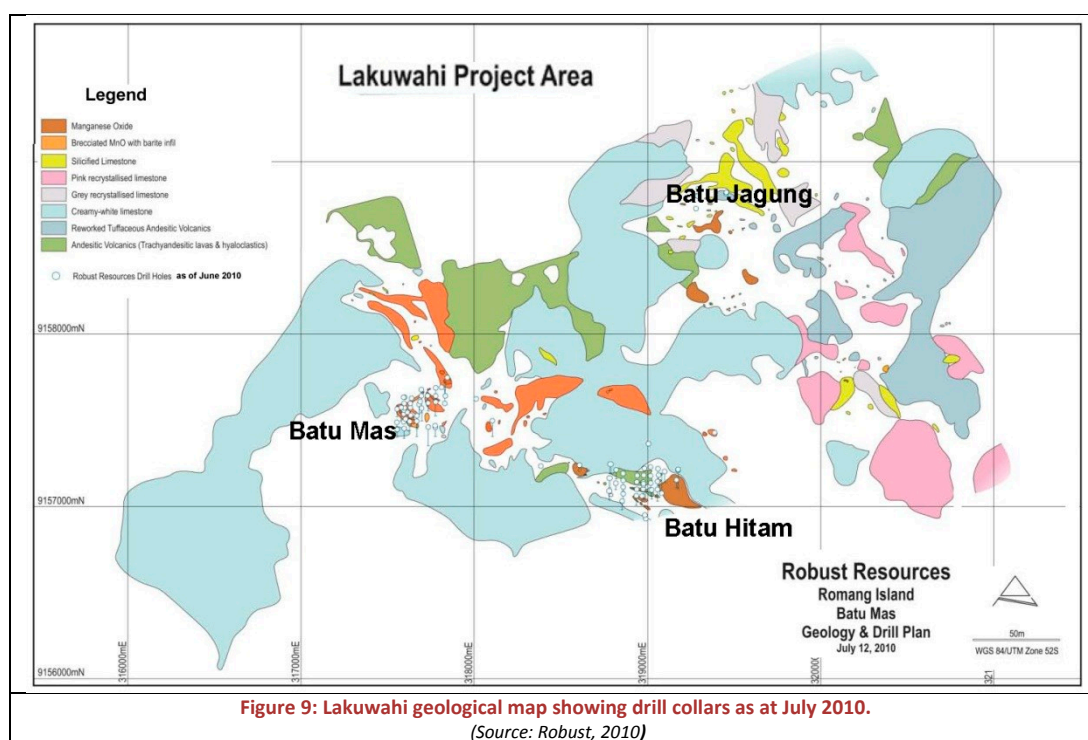 Lakuwahi Project Area
Legend
Manganese Oxide
Brecciated MnO with barite infil
Silicified Limestone
Pink recrystallised limestone
Grey recrystallised limestone
Creamy-white limestone
Reworked Tuffaceous Andesitic Volcanics
Andesitic Volcanics (Trachyandesitic lavas & hyaloclastics)
Robust Resources Drill Holes as of June 2010
Batu Jagung
9158000mN
Batu Mas
9157000mN
Batu Hitam
Robust Resources
Romang Island
Batu Mas
Geology & Drill Plan
July 12, 2010
50m
WGS 84/UTM Zone 52S
9156000mN
316000mE
317000mE
318000mE
319000mE
32000(
321
Figure 9: Lakuwahi geological map showing drill collars as at July 2010.
(Source: Robust, 2010)